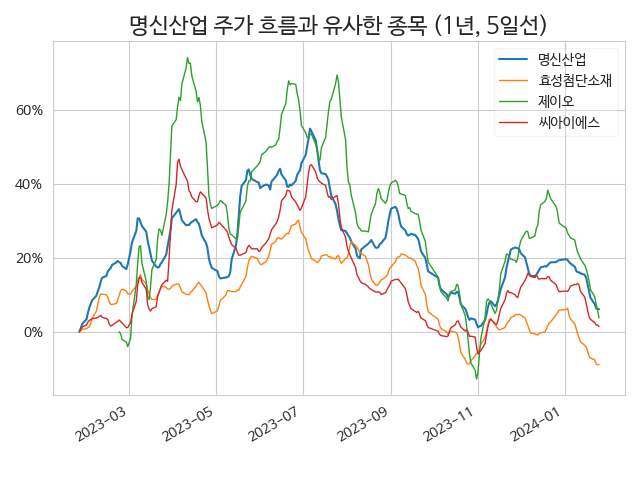 명신산업 주가 흐름과 유사한 종목 (1년, 5일선)
명신산업
효성첨단소재
제이오
씨아이에스
60%
40%
20%
0%
2023-03
2023-05
2023-07
2023-09
2023-11
2024-01